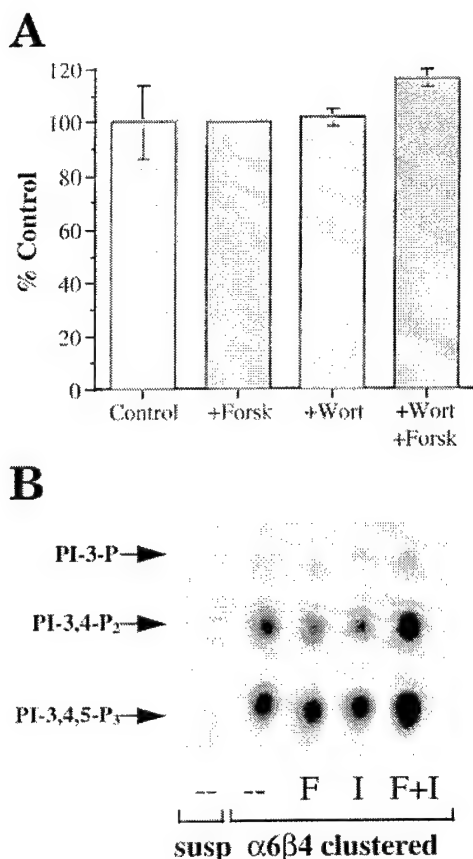 A
% Control
120
100
80
60
40
20
0
Control +Forsk +Wort +Wort
+Forsk
B
PI-3-P
PI-3,4-P₂
PI-3,4,5-P₃
-- -- F I F+I
susp α6β4 clustered